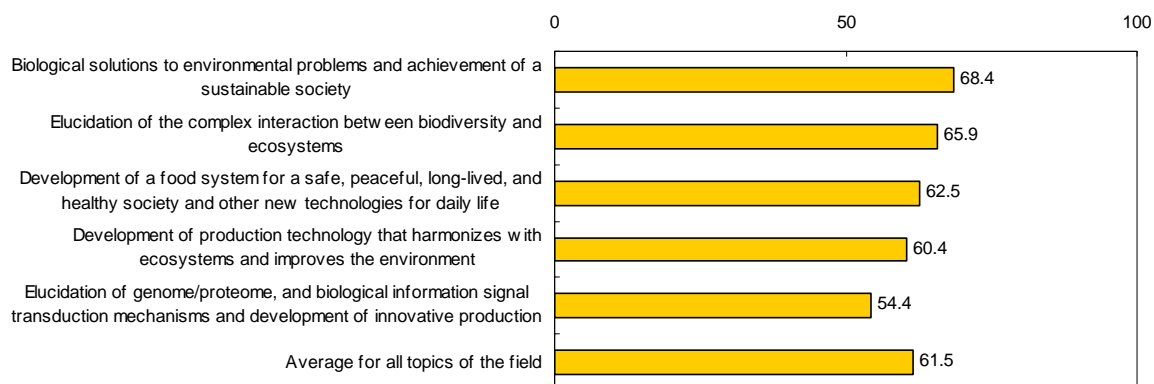 0 50 100
Biological solutions to environmental problems and achievement of a
sustainable society
68.4
Elucidation of the complex interaction between biodiversity and
ecosystems
65.9
Development of a food system for a safe, peaceful, long-lived, and
healthy society and other new technologies for daily life
62.5
Development of production technology that harmonizes with
ecosystems and improves the environment
60.4
Elucidation of genome/proteome, and biological information signal
transduction mechanisms and development of innovative production
54.4
Average for all topics of the field
61.5